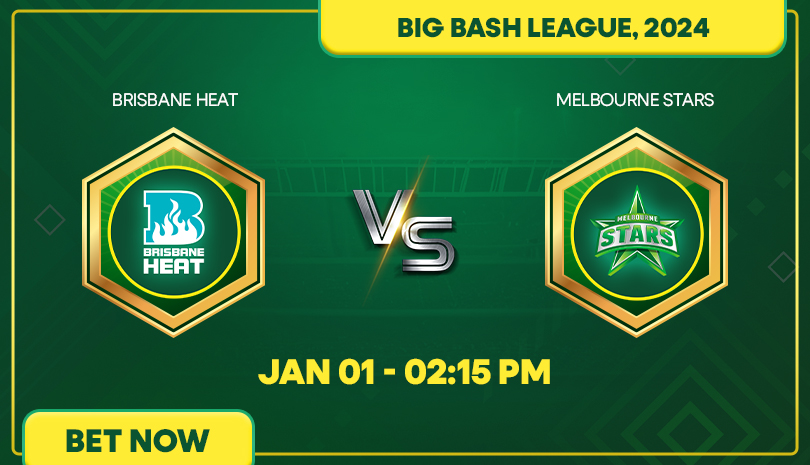 BIG BASH LEAGUE, 2024
BRISBANE HEAT
MELBOURNE STARS
B
BRISBANE
HEAT
VS
MELBOURNE
STARS
JAN 01 - 02:15 PM
BET NOW